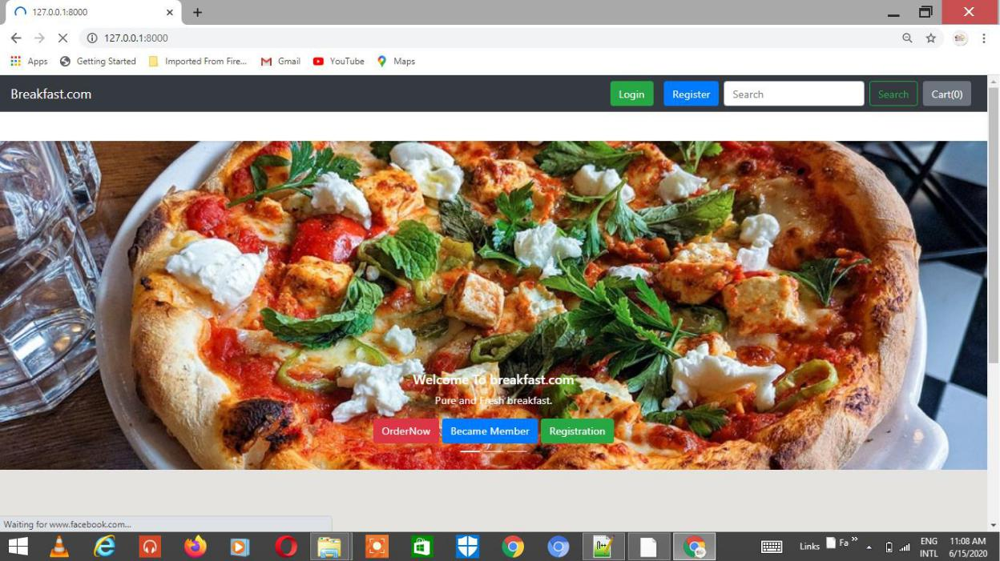 127.0.0.1:8000
127.0.0.1:8000
Apps Getting Started Imported From Fire... Gmail YouTube Maps
Breakfast.com Login Register Search Search Cart(0)
Welcome To breakfast.com
Pure and Fresh breakfast.
OrderNow Became Member Registration
Waiting for www.facebook.com...
Links Fa » ENG 11:08 AM
INTL 6/15/2020